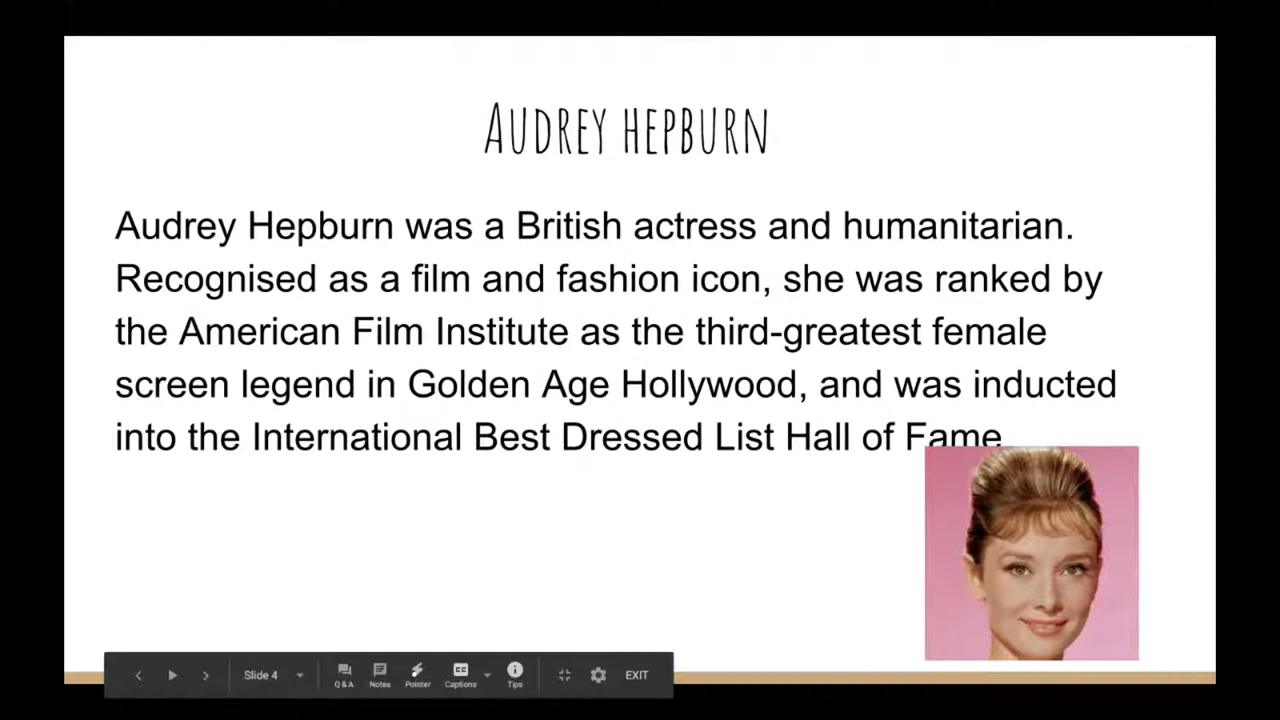 AUDREY HEPBURN
Audrey Hepburn was a British actress and humanitarian.
Recognised as a film and fashion icon, she was ranked by
the American Film Institute as the third-greatest female
screen legend in Golden Age Hollywood, and was inducted
into the International Best Dressed List Hall of Fame.
Slide 4
Q & A
Notes
Pointer
CC
Captions
Tips
EXIT